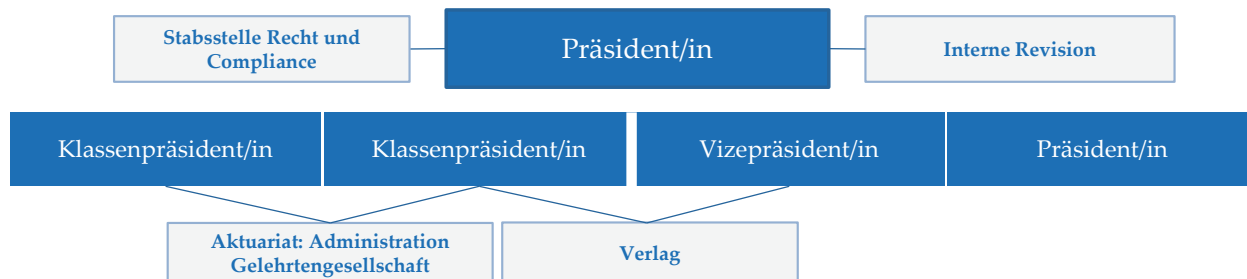 Stabsstelle Recht und
Compliance
Präsident/in
Interne Revision
Klassenpräsident/in
Klassenpräsident/in
Vizepräsident/in
Präsident/in
Aktuariat: Administration
Gelehrtengesellschaft
Verlag